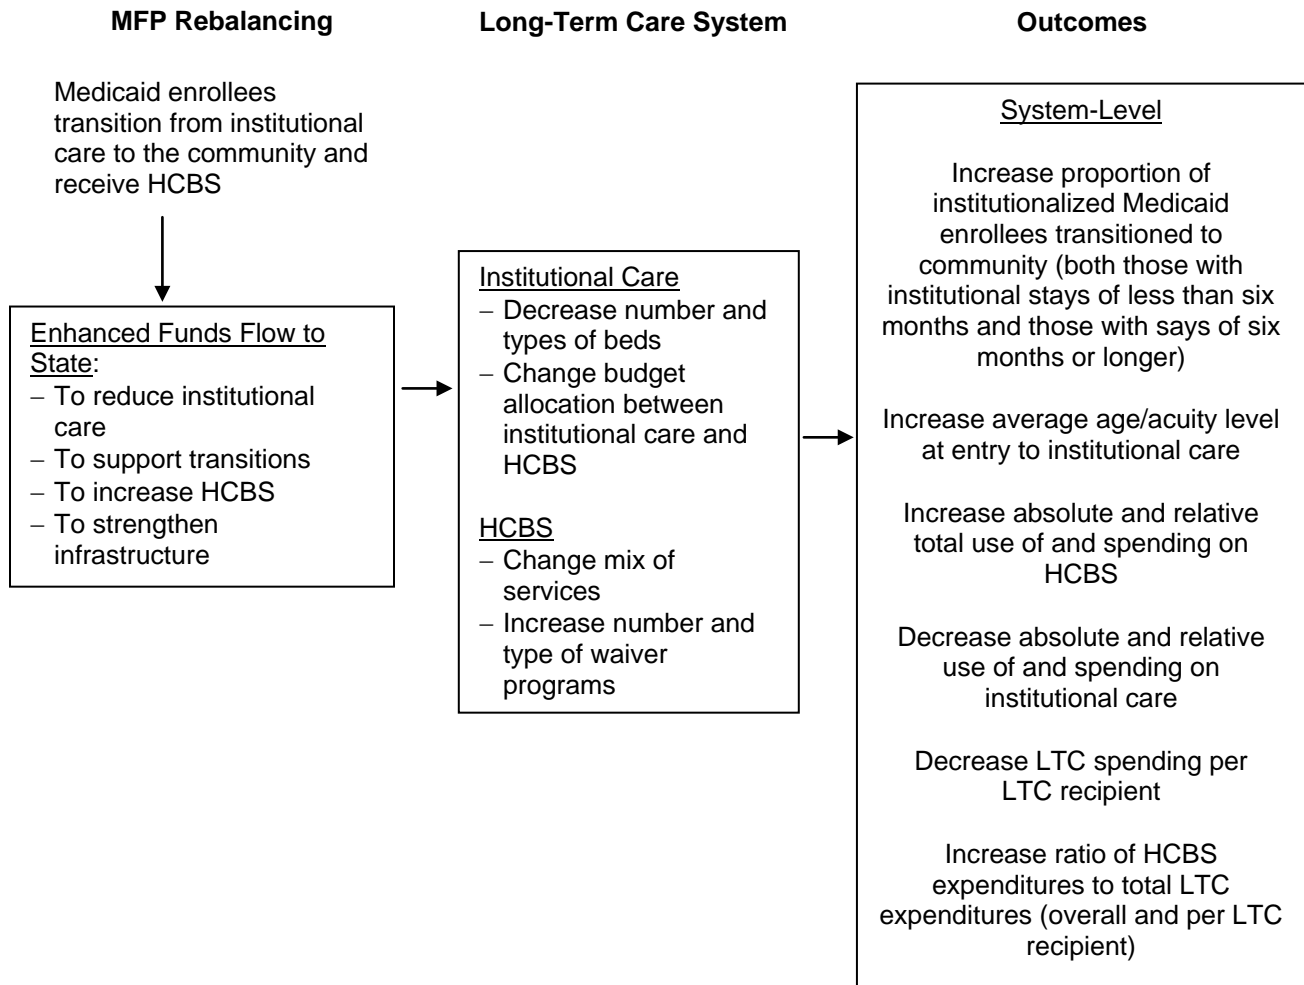 MFP Rebalancing
Long-Term Care System
Outcomes
Medicaid enrollees
transition from institutional
care to the community and
receive HCBS
Enhanced Funds Flow to
State:
– To reduce institutional
care
– To support transitions
– To increase HCBS
– To strengthen
infrastructure
Institutional Care
– Decrease number and
types of beds
– Change budget
allocation between
institutional care and
HCBS
HCBS
– Change mix of
services
– Increase number and
type of waiver
programs
System-Level
Increase proportion of
institutionalized Medicaid
enrollees transitioned to
community (both those with
institutional stays of less than six
months and those with says of six
months or longer)
Increase average age/acuity level
at entry to institutional care
Increase absolute and relative
total use of and spending on
HCBS
Decrease absolute and relative
use of and spending on
institutional care
Decrease LTC spending per
LTC recipient
Increase ratio of HCBS
expenditures to total LTC
expenditures (overall and per LTC
recipient)